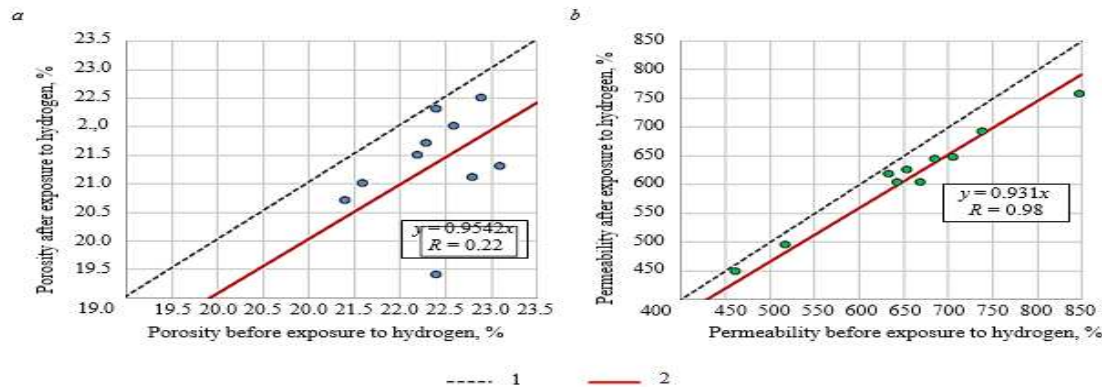 a
Porosity after exposure to hydrogen, %
23.5
23.0
22.5
2.,0
21.5
21.0
20.5
20.0
19.5
19.0
19.5 20.0 20.5 21.0 21.5 22.0 22.5 23.0 23.5
Porosity before exposure to hydrogen, %
y = 0.9542x
R = 0.22
b
Permeability after exposure to hydrogen, %
850
800
750
700
650
600
550
500
450
400
450 500 550 600 650 700 750 800 850
Permeability before exposure to hydrogen, %
y = 0.931x
R = 0.98
1
2